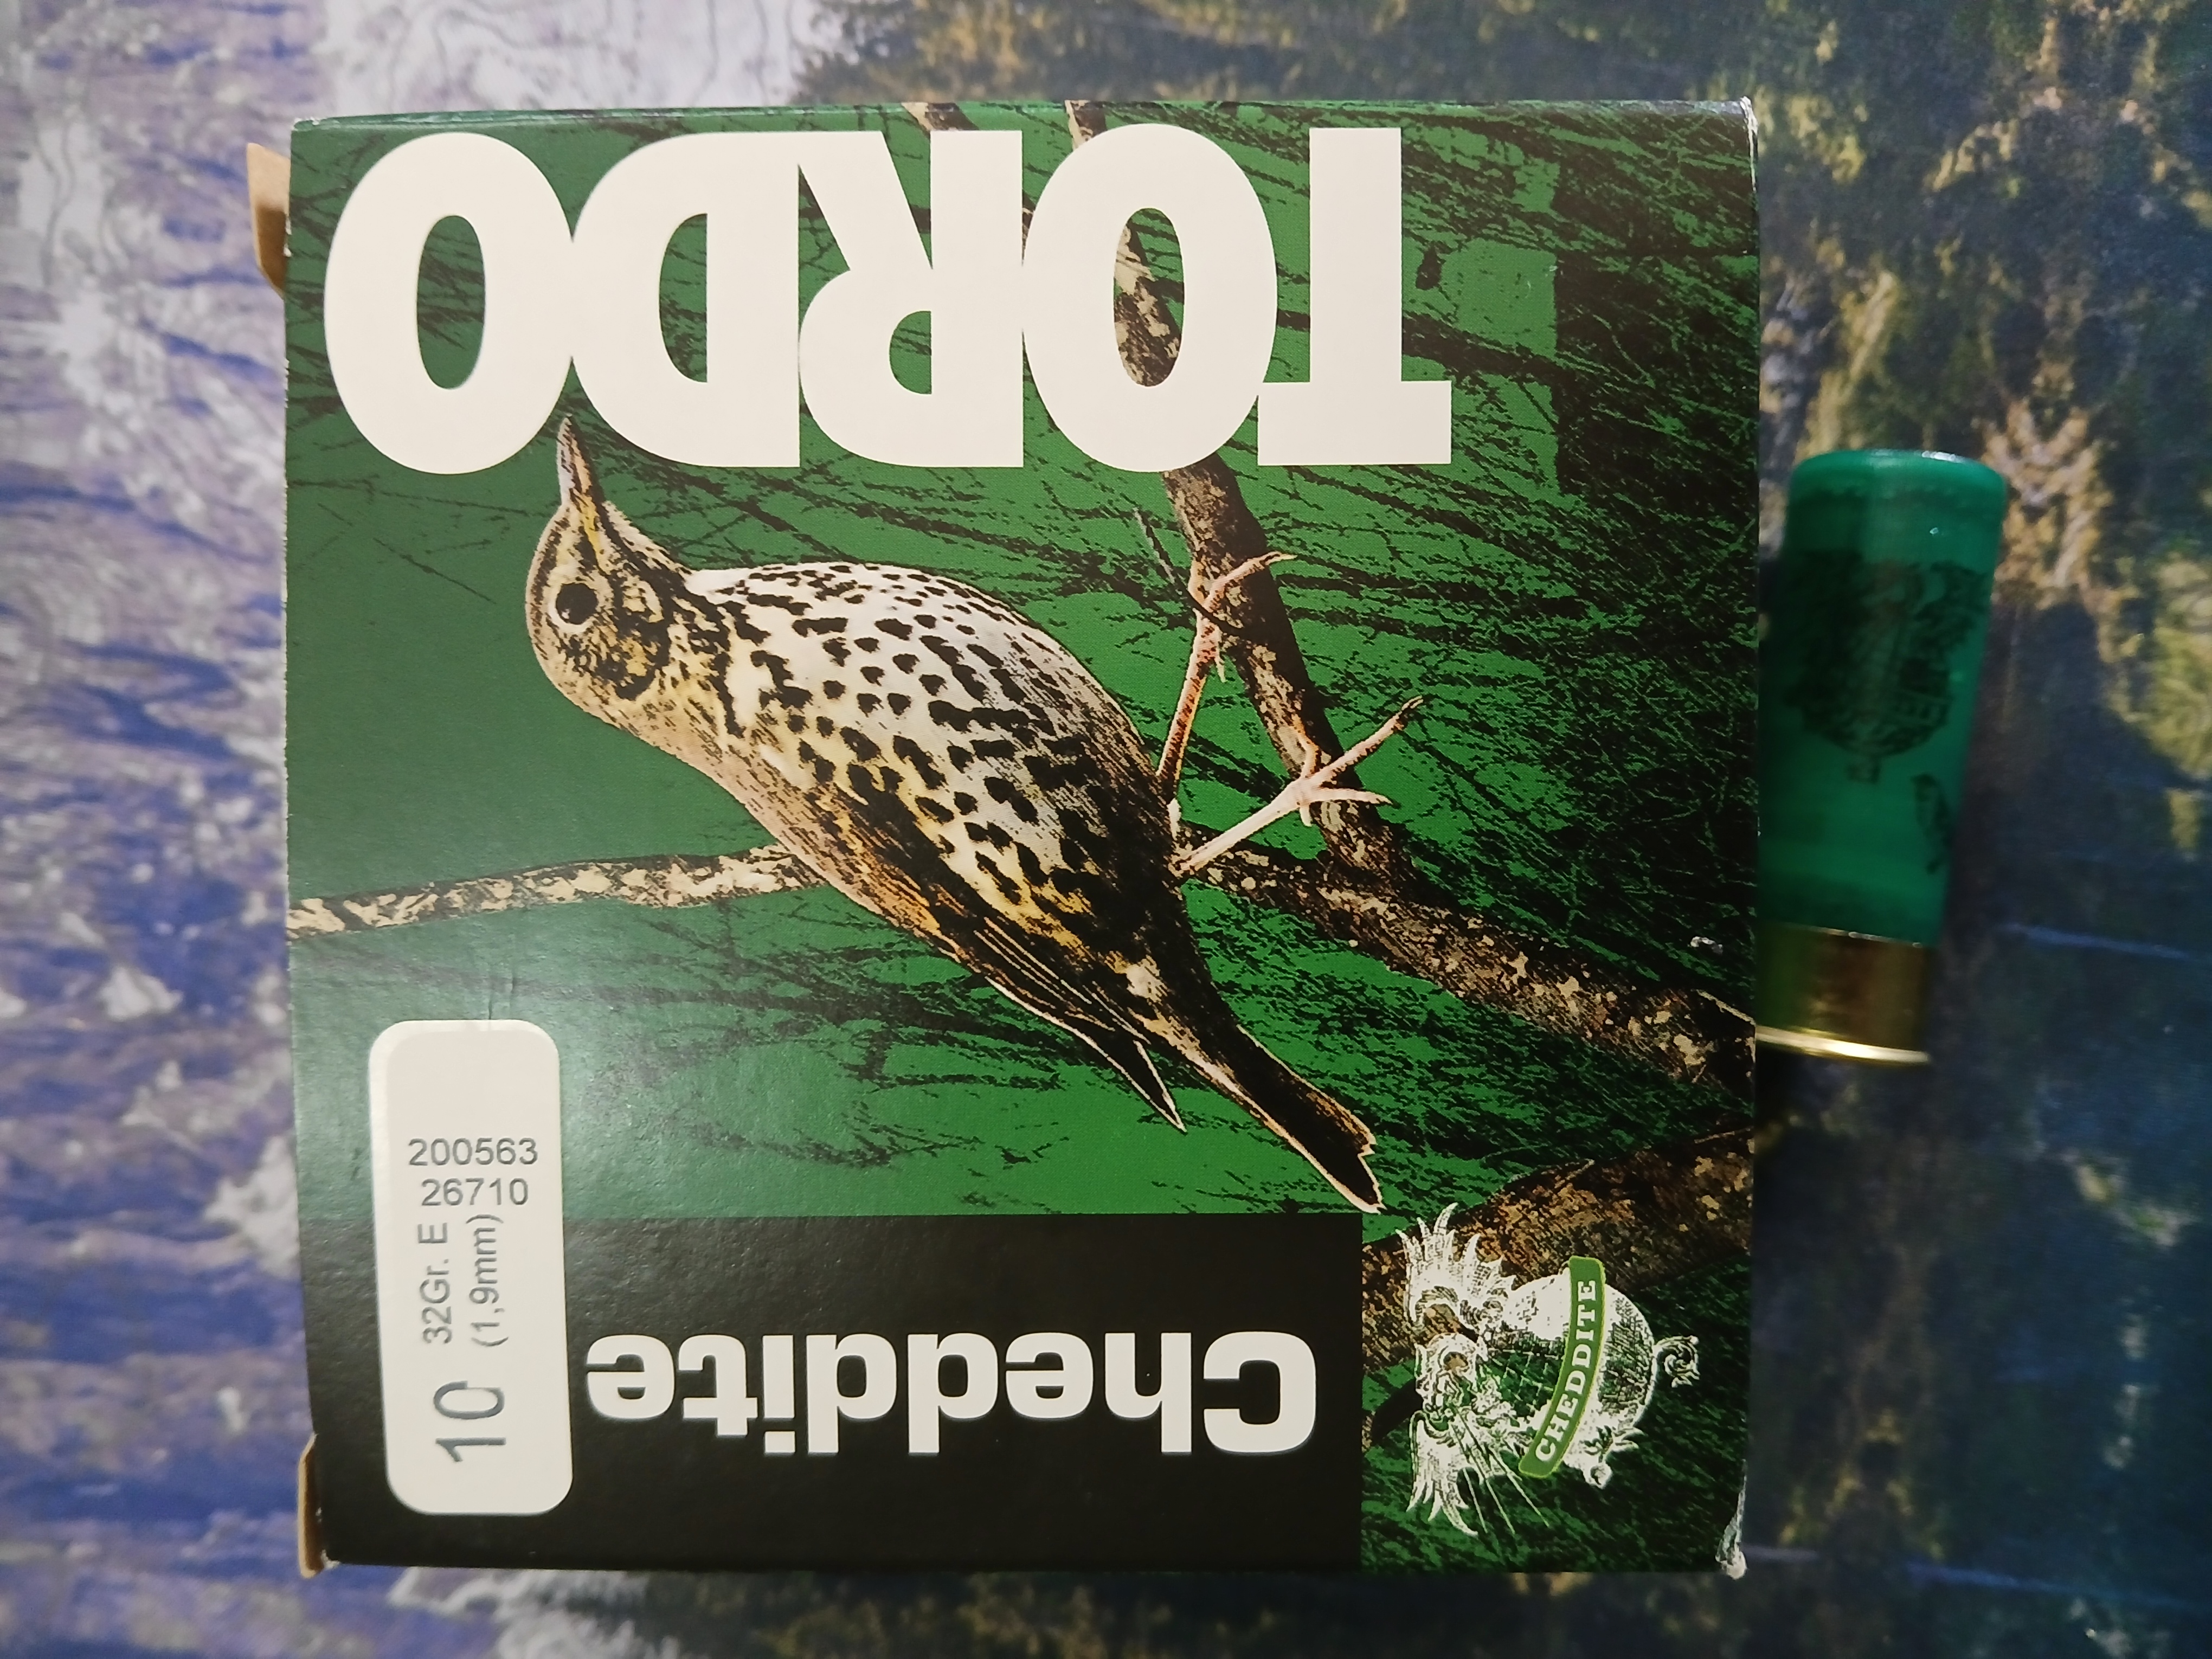 Cheddite
CHEDDITE
TORDO
10
32Gr. E
(1,9mm)
200563
26710